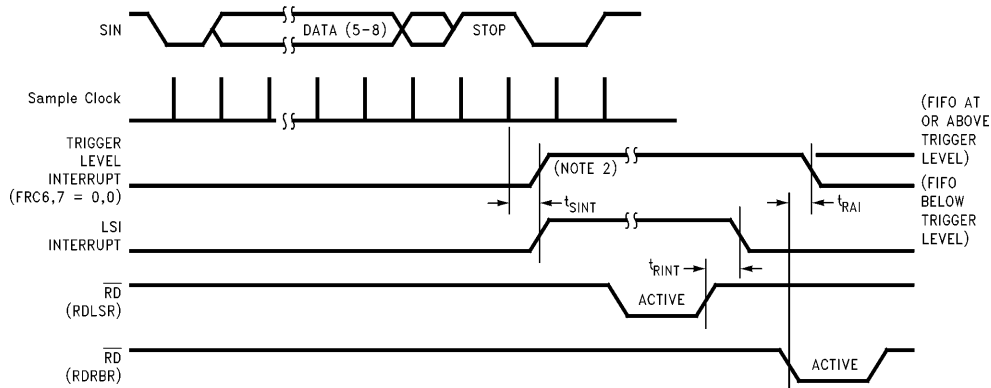 SIN
DATA (5-8)
STOP
Sample Clock
TRIGGER
LEVEL
INTERRUPT
(FRC6,7 = 0,0)
(NOTE 2)
(FIFO AT
OR ABOVE
TRIGGER
LEVEL)
(FIFO
BELOW
TRIGGER
LEVEL)
tSINT
tRAI
LSI
INTERRUPT
tRINT
RD
(RDLSR)
ACTIVE
RD
(RDRBR)
ACTIVE